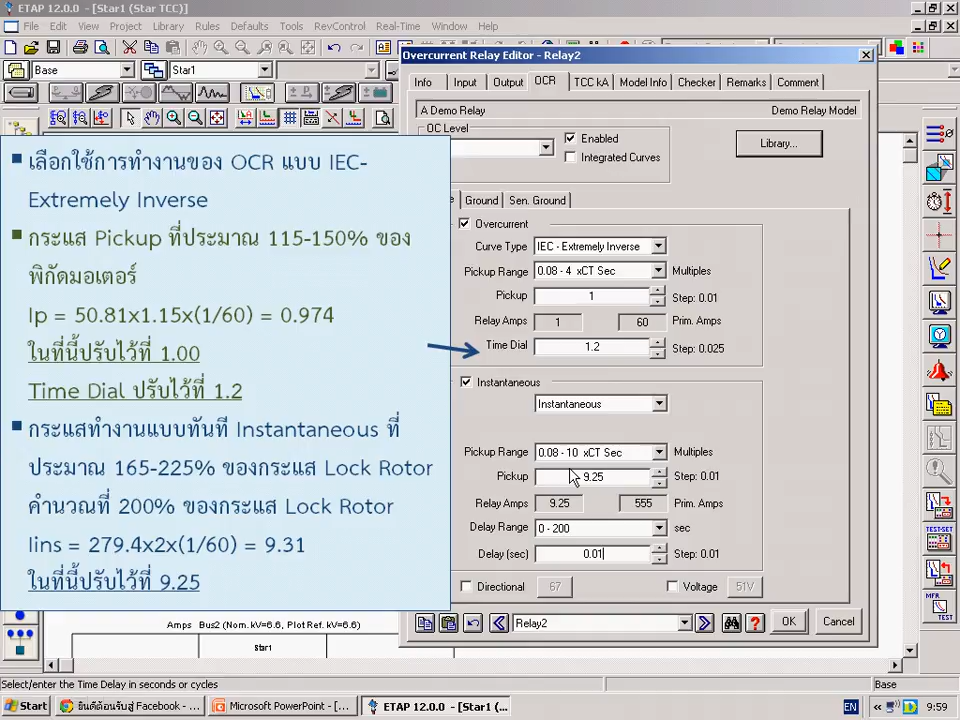 ETAP 12.0.0 - [Star1 (Star TCC)]
File Edit View Project Library Rules Defaults Tools RevControl Real-Time Window Help
Base Star1
Overcurrent Relay Editor - Relay2
Info Input Output OCR TCC kA Model Info Checker Remarks Comment
A Demo Relay Demo Relay Model
OC Level
Enabled
Integrated Curves
Library...
Ground Sen. Ground
Overcurrent
Curve Type IEC - Extremely Inverse
Pickup Range 0.08 - 4 xCT Sec Multiples
Pickup 1 Step: 0.01
Relay Amps 1 60 Prim. Amps
Time Dial 1.2 Step: 0.025
Instantaneous
Instantaneous
Pickup Range 0.08 - 10 xCT Sec Multiples
Pickup 9.25 Step: 0.01
Relay Amps 9.25 555 Prim. Amps
Delay Range 0 - 200 sec
Delay (sec) 0.01 Step: 0.01
Directional 67 Voltage 51V
Relay2 OK Cancel
เลือกใช้การทำงานของ OCR แบบ IEC-
Extremely Inverse
กระแส Pickup ที่ประมาณ 115-150% ของ
พิกัดมอเตอร์
Ip = 50.81x1.15x(1/60) = 0.974
ในที่นี้ปรับไว้ที่ 1.00
Time Dial ปรับไว้ที่ 1.2
กระแสทำงานแบบทันที Instantaneous ที่
ประมาณ 165-225% ของกระแส Lock Rotor
คำนวณที่ 200% ของกระแส Lock Rotor
Iins = 279.4x2x(1/60) = 9.31
ในที่นี้ปรับไว้ที่ 9.25
TEST-SET
MFR
TEST
Amps Bus2 (Nom. kV=6.6, Plot Ref. kV=6.6)
Star1
Select/enter the Time Delay in seconds or cycles Base
Start ยินดีต้อนรับสู่ Facebook - ... Microsoft PowerPoint - [... ETAP 12.0.0 - [Star1 (... EN 9:59